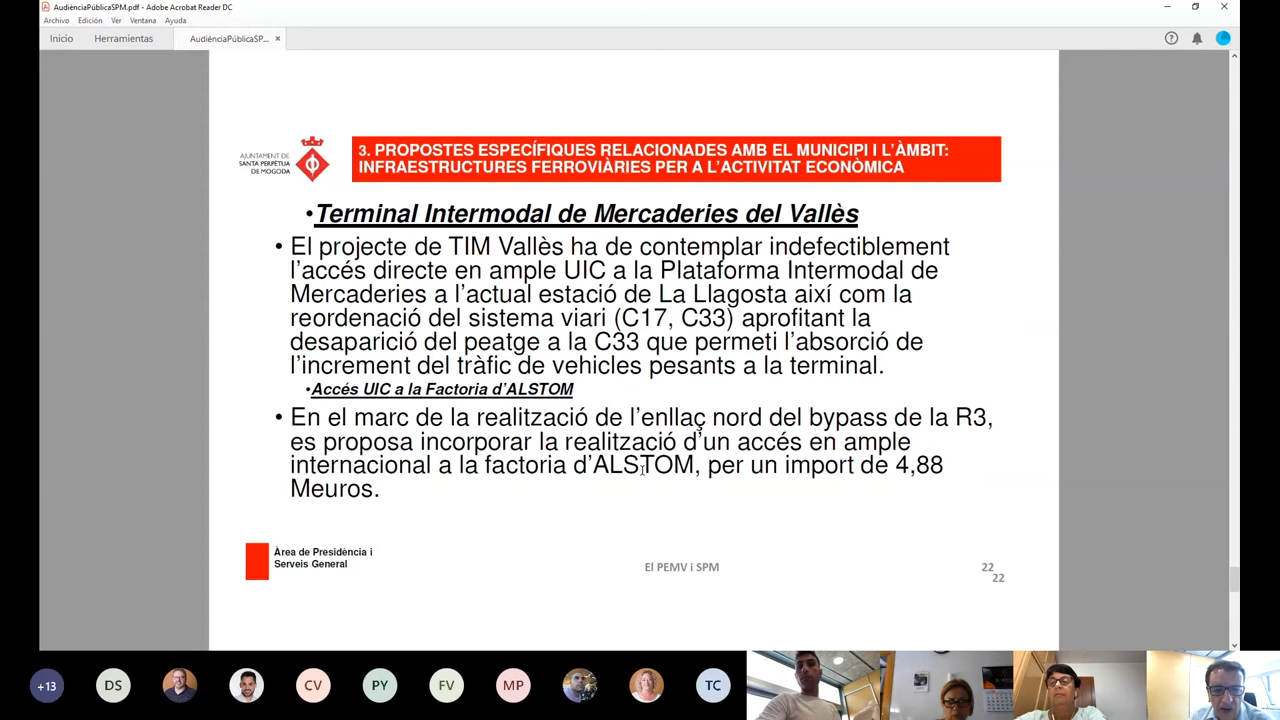 AudiènciaPúblicaSPM.pdf - Adobe Acrobat Reader DC
Archivo Edición Ver Ventana Ayuda
Inicio Herramientas AudiènciaPúblicaSP... ×
AJUNTAMENT DE
SANTA PERPÈTUA
DE MOGODA
3. PROPOSTES ESPECÍFIQUES RELACIONADES AMB EL MUNICIPI I L’ÀMBIT:
INFRAESTRUCTURES FERROVIÀRIES PER A L’ACTIVITAT ECONÒMICA
•Terminal Intermodal de Mercaderies del Vallès
• El projecte de TIM Vallès ha de contemplar indefectiblement
l’accés directe en ample UIC a la Plataforma Intermodal de
Mercaderies a l’actual estació de La Llagosta així com la
reordenació del sistema viari (C17, C33) aprofitant la
desaparició del peatge a la C33 que permeti l’absorció de
l’increment del tràfic de vehicles pesants a la terminal.
•Accés UIC a la Factoria d’ALSTOM
• En el marc de la realització de l’enllaç nord del bypass de la R3,
es proposa incorporar la realització d’un accés en ample
internacional a la factoria d’ALSTOM, per un import de 4,88
Meuros.
Àrea de Presidència i
Serveis General
El PEMV i SPM
22
22
+13 DS CV PY FV MP TC